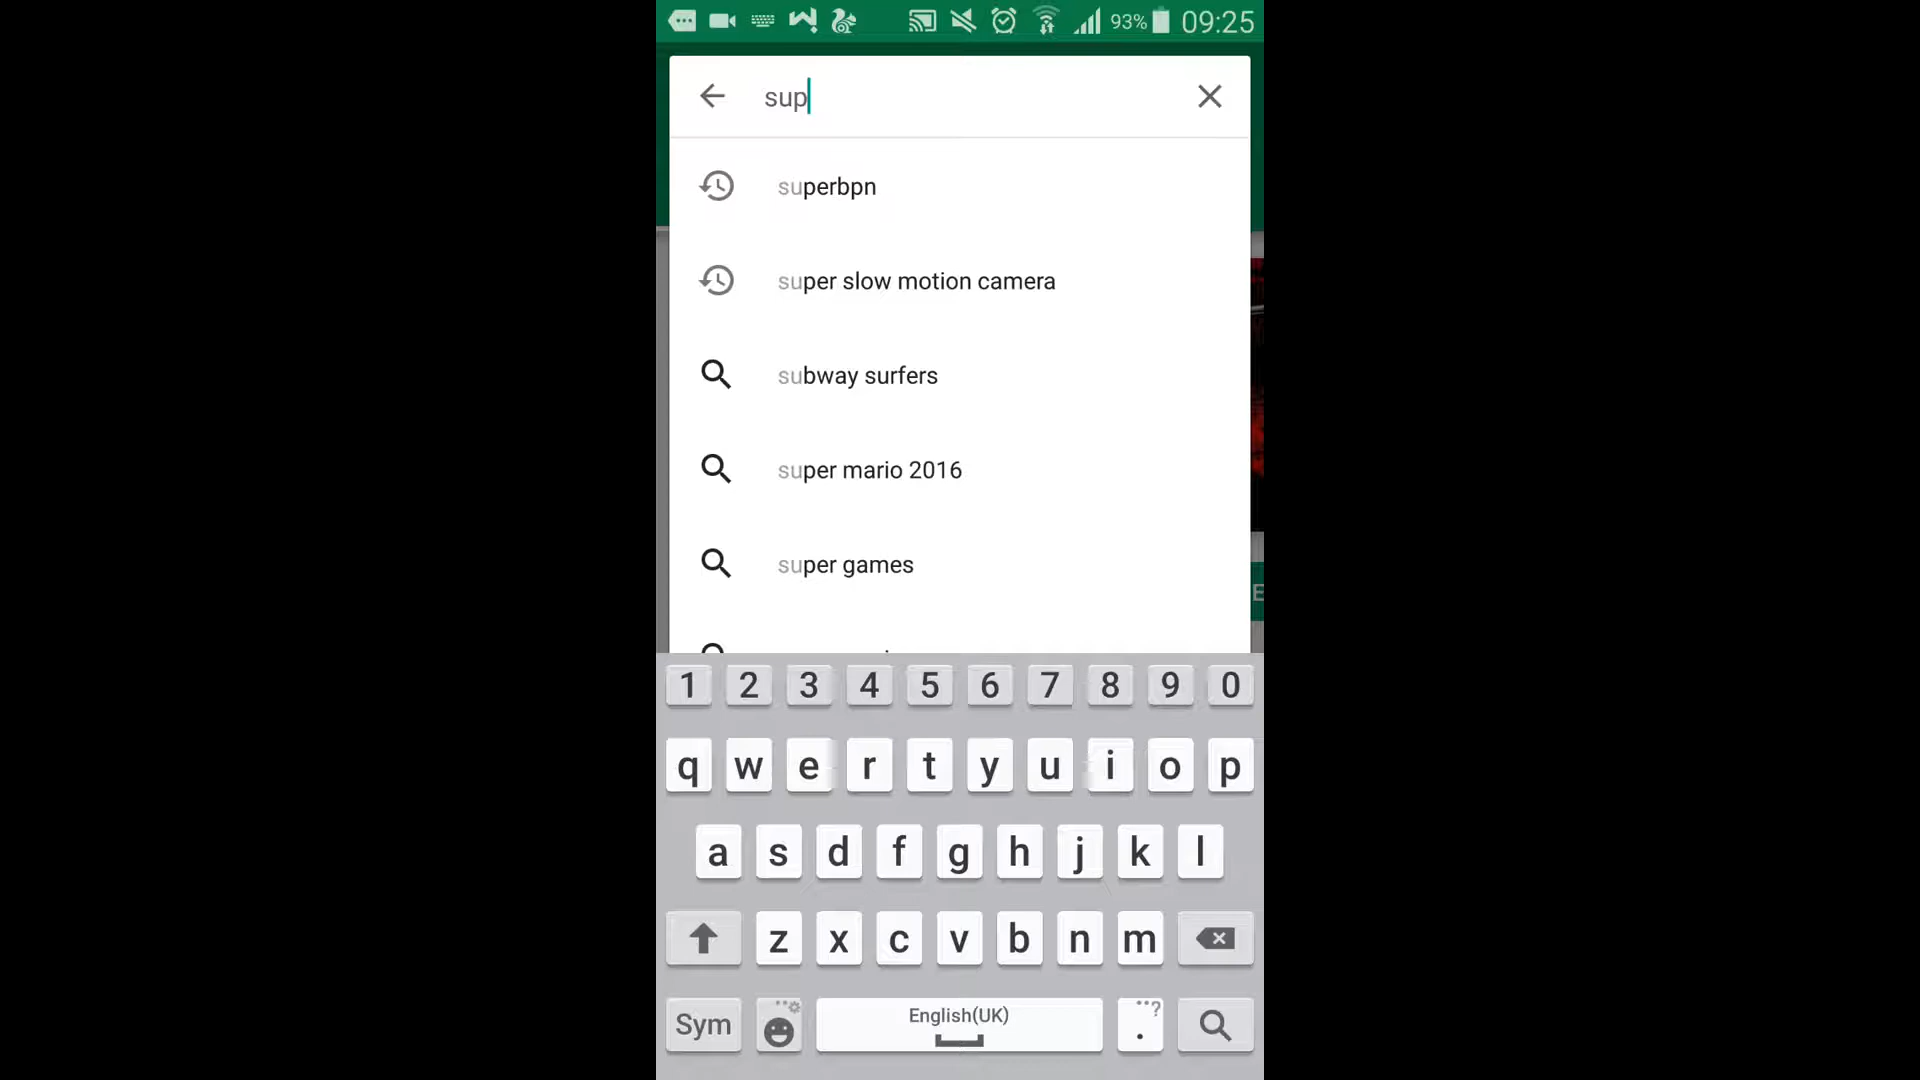 93% 09:25
sup
superbpn
super slow motion camera
subway surfers
super mario 2016
super games
E
1 2 3 4 5 6 7 8 9 0
q w e r t y u i o p
a s d f g h j k l
z x c v b n m
Sym English(UK) . ?